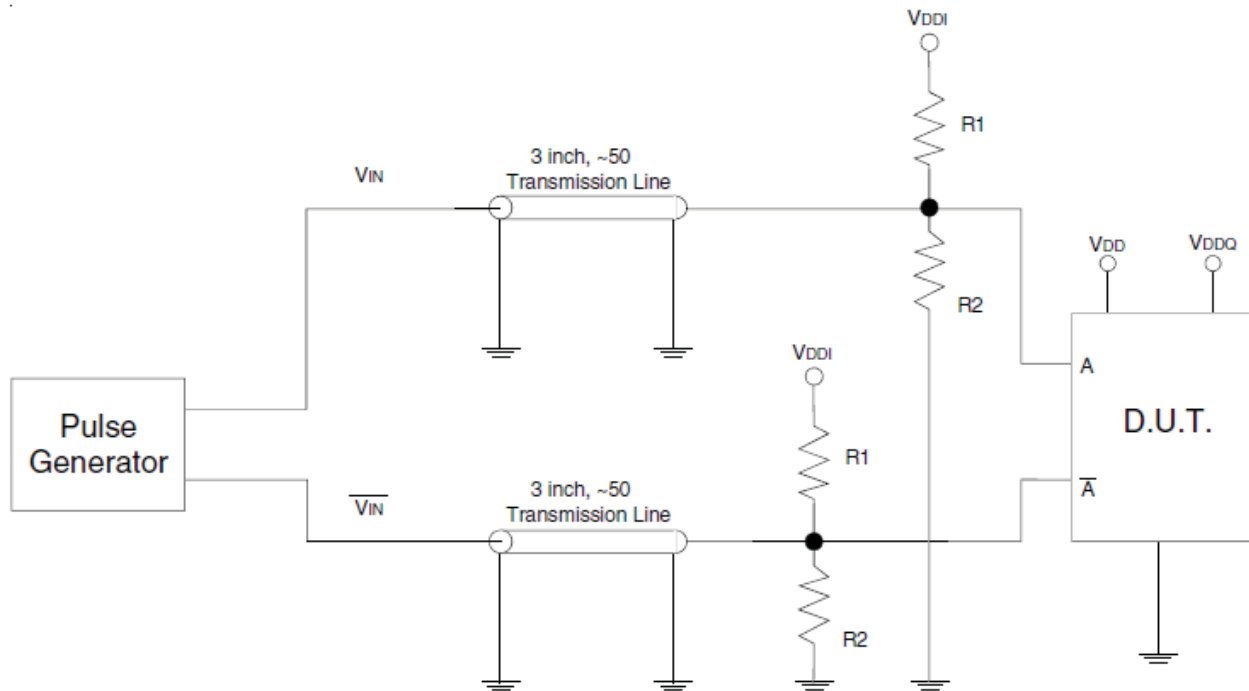 VDDI
R1
3 inch, ~50
Transmission Line
VIN
R2
VDD
VDDQ
VDDI
A
Pulse
Generator
D.U.T.
R1
3 inch, ~50
Transmission Line
VIN
A
R2